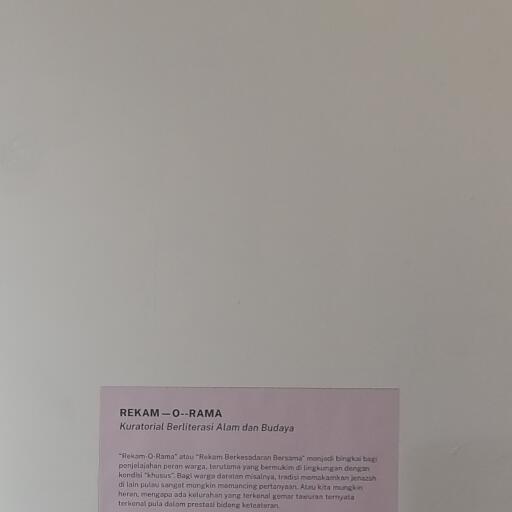 REKAM—O--RAMA
Kuratorial Berliterasi Alam dan Budaya
"Rekam-O-Rama" atau "Rekam Berkesadaran Bersama" menjadi bingkai bagi
penjelajahan peran warga, terutama yang bermukim di lingkungan dengan
kondisi "khusus". Bagi warga daratan misalnya, tradisi memakamkan jenazah
di lain pulau sangat mungkin memancing pertanyaan. Atau kita mungkin
heran, mengapa ada kelurahan yang terkenal gemar tawuran ternyata
terkenal pula dalam prestasi bidang keteateran.